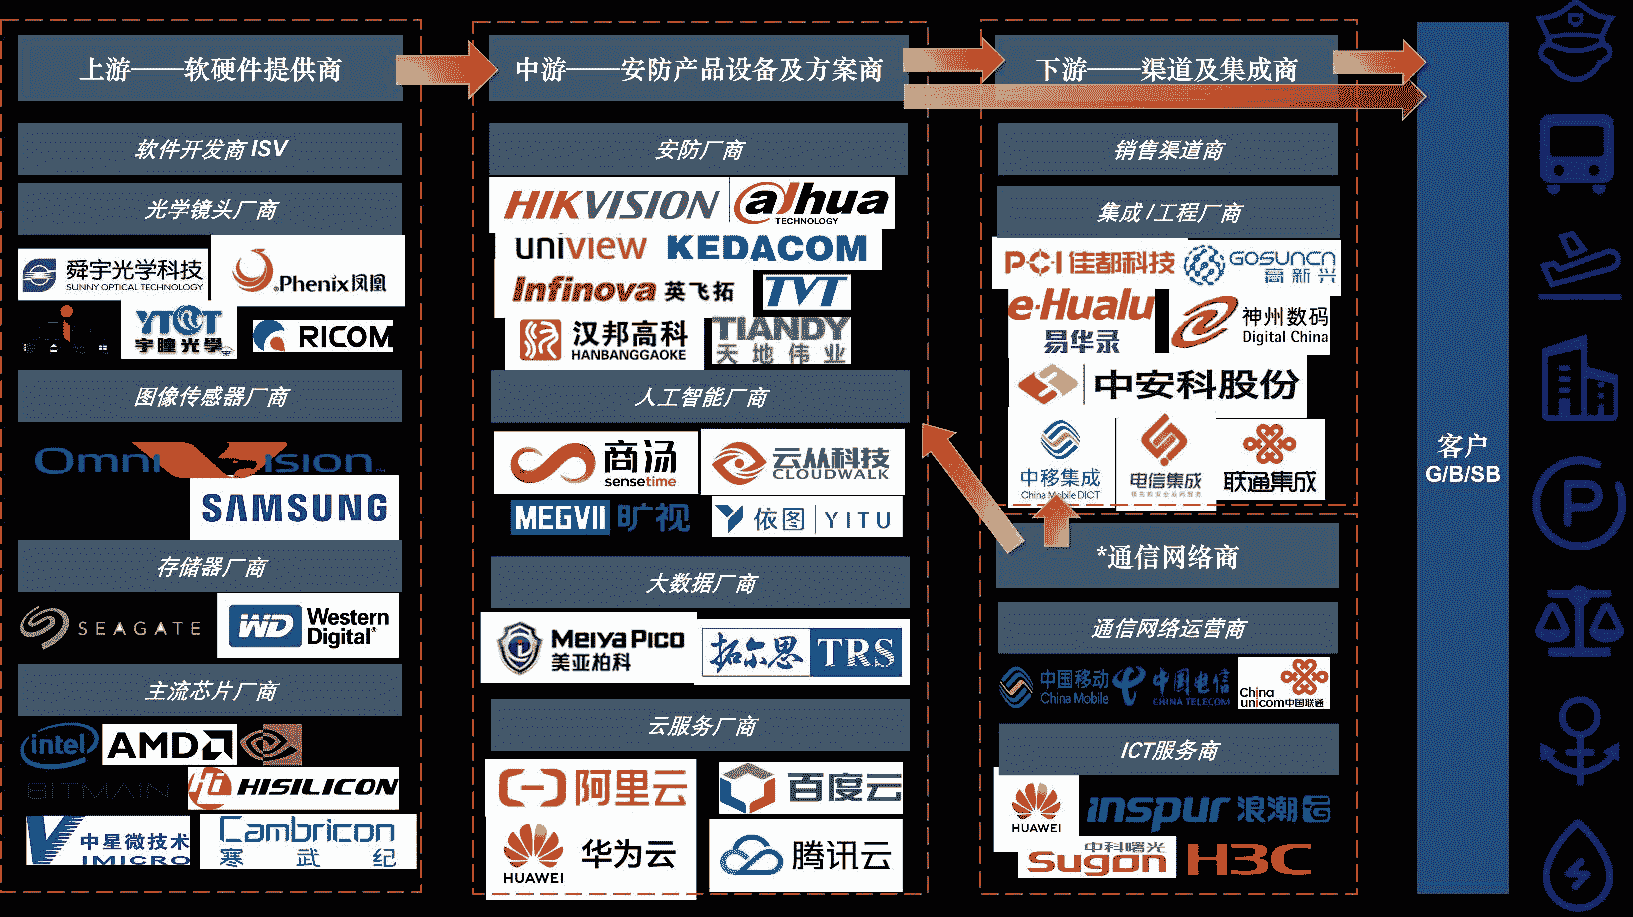 上游——软硬件提供商
软件开发商 ISV
光学镜头厂商
舜宇光学科技
SUNNY OPTICAL TECHNOLOGY
Phenix凤凰
YTOT
宇瞳光學
RICOM
图像传感器厂商
OmniVision
SAMSUNG
存储器厂商
SEAGATE
WD Western Digital
主流芯片厂商
intel
AMD
BITMAIN
HISILICON
中星微技术
Cambricon
寒武纪
中游——安防产品设备及方案商
安防厂商
HIKVISION
alhua
TECHNOLOGY
uniview
KEDACOM
Infinova 英飞拓
TVT
汉邦高科
HANBANGGAOKE
TIANDY
天地伟业
人工智能厂商
商汤
sensetime
云从科技
CLOUDWALK
MEGVII 旷视
依图 | YITU
大数据厂商
MeiyaPico
美亚柏科
拓尔思 TRS
云服务厂商
阿里云
百度云
HUAWEI
华为云
腾讯云
下游——渠道及集成商
销售渠道商
集成/工程厂商
PCI 佳都科技
GOSUNCN
高新兴
e-Hualu
易华录
神州数码
Digital China
中安科股份
中移集成
China Mobile DICT
电信集成
联通集成
*通信网络商
通信网络运营商
中国移动
China Mobile
中国电信
CHINA TELECOM
China
unicom中国联通
ICT服务商
HUAWEI
inspur 浪潮
中科曙光
Sugon
H3C
客户
G/B/SB
P